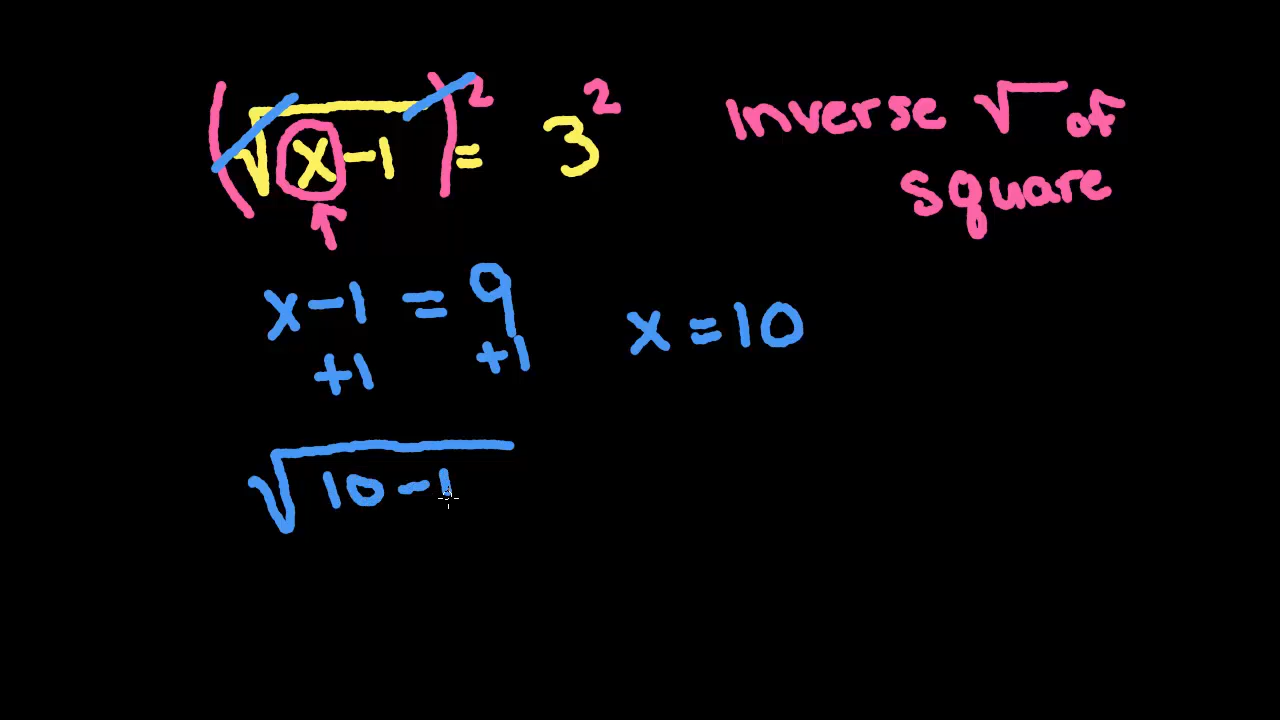 (√x-1)² = 3²
Inverse √ of
square
x-1 = 9
+1 +1
x=10
√10-1